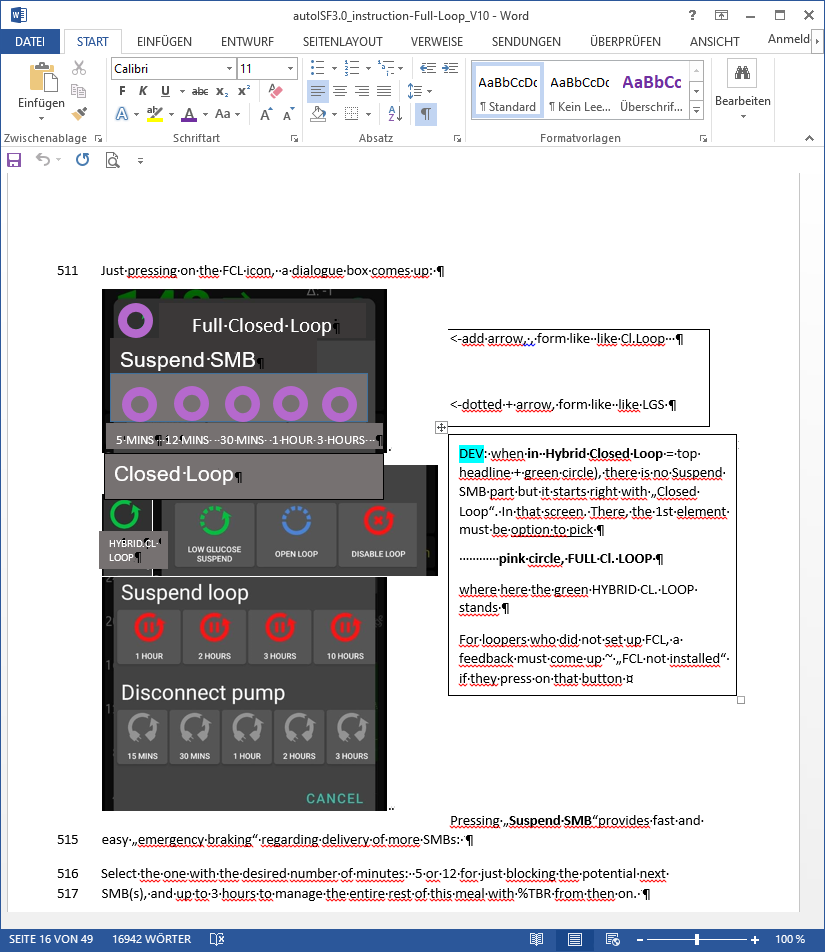 autoISF3.0_instruction-Full-Loop_V10 - Word
DATEI START EINFÜGEN ENTWURF SEITENLAYOUT VERWEISE SENDUNGEN ÜBERPRÜFEN ANSICHT Anmeld
Calibri 11
Einfügen
F K U abc x₂ x²
A ab A Aa A A
AaBbCcDc AaBbCcDc AaBbCc
¶ Standard ¶ Kein Lee... Überschrif...
Bearbeiten
Zwischenablage Schriftart Absatz Formatvorlagen
511 Just·pressing·on·the·FCL·icon,··a·dialogue·box·comes·up:·¶
Full·Closed·Loop¶
Suspend·SMB¶
5·MINS¶·12·MINS···30·MINS··1·HOUR·3·HOURS···¶
Closed·Loop¶
HYBRID.CL·
LOOP¶
LOW GLUCOSE
SUSPEND
OPEN LOOP
DISABLE LOOP
Suspend loop
1 HOUR 2 HOURS 3 HOURS 10 HOURS
Disconnect pump
15 MINS 30 MINS 1 HOUR 2 HOURS 3 HOURS
CANCEL
<-add·arrow,·,·form·like··like·Cl.Loop···¶
<-dotted·+·arrow,·form·like··like·LGS·¶
DEV:·when·in··Hybrid·Closed·Loop·=·top·
headline·+·green·circle),·there·is·no·Suspend·
SMB·part·but·it·starts·right·with·„Closed·
Loop“.·In·that·screen.·There,·the·1st·element·
must·be·option·to·pick·¶
············pink·circle,·FULL·Cl.·LOOP·¶
where·here·the·green·HYBRID·CL.·LOOP·
stands·¶
For·loopers·who·did·not·set·up·FCL,·a·
feedback·must·come·up·~·„FCL·not·installed“·
if·they·press·on·that·button·¤
Pressing·„Suspend·SMB“provides·fast·and·
515 easy·„emergency·braking“·regarding·delivery·of·more·SMBs:·¶
516 Select·the·one·with·the·desired·number·of·minutes:··5·or·12·for·just·blocking·the·potential·next·
517 SMB(s),·and·up·to·3·hours·to·manage·the·entire·rest·of·this·meal·with·%TBR·from·then·on.·¶
SEITE 16 VON 49 16942 WÖRTER 100 %